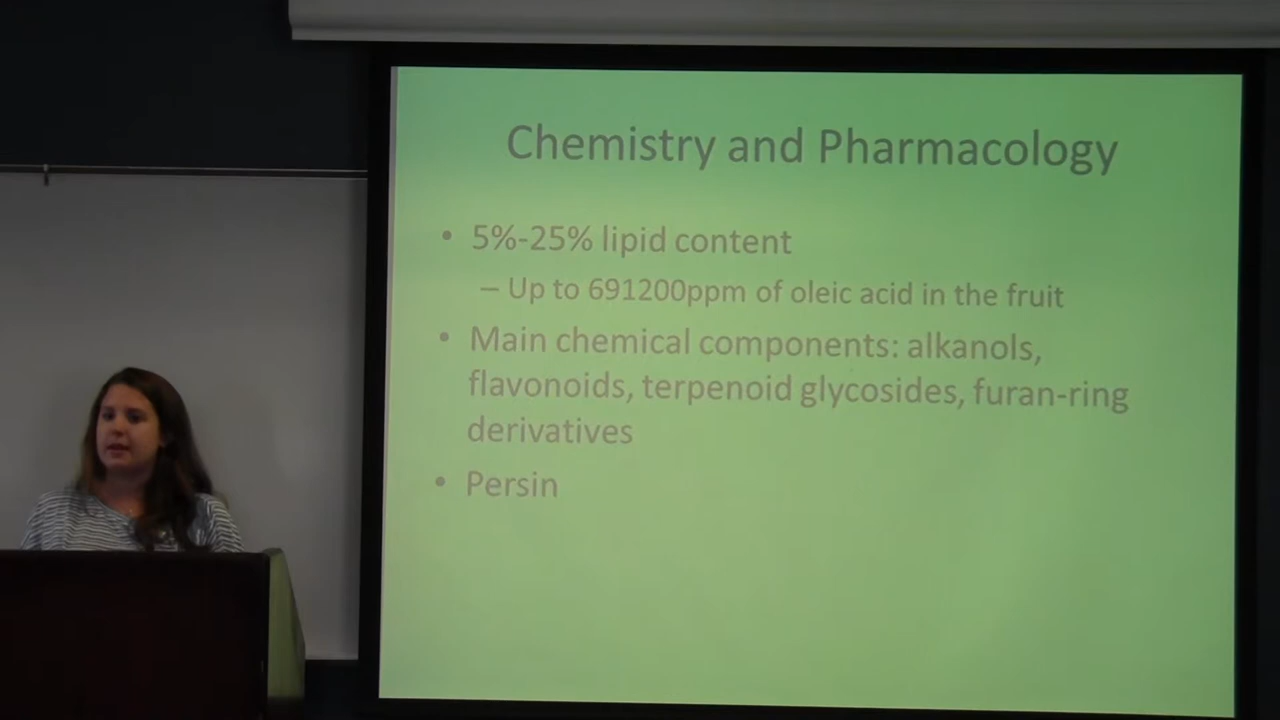 Chemistry and Pharmacology
• 5%-25% lipid content
– Up to 691200ppm of oleic acid in the fruit
• Main chemical components: alkanols,
flavonoids, terpenoid glycosides, furan-ring
derivatives
• Persin